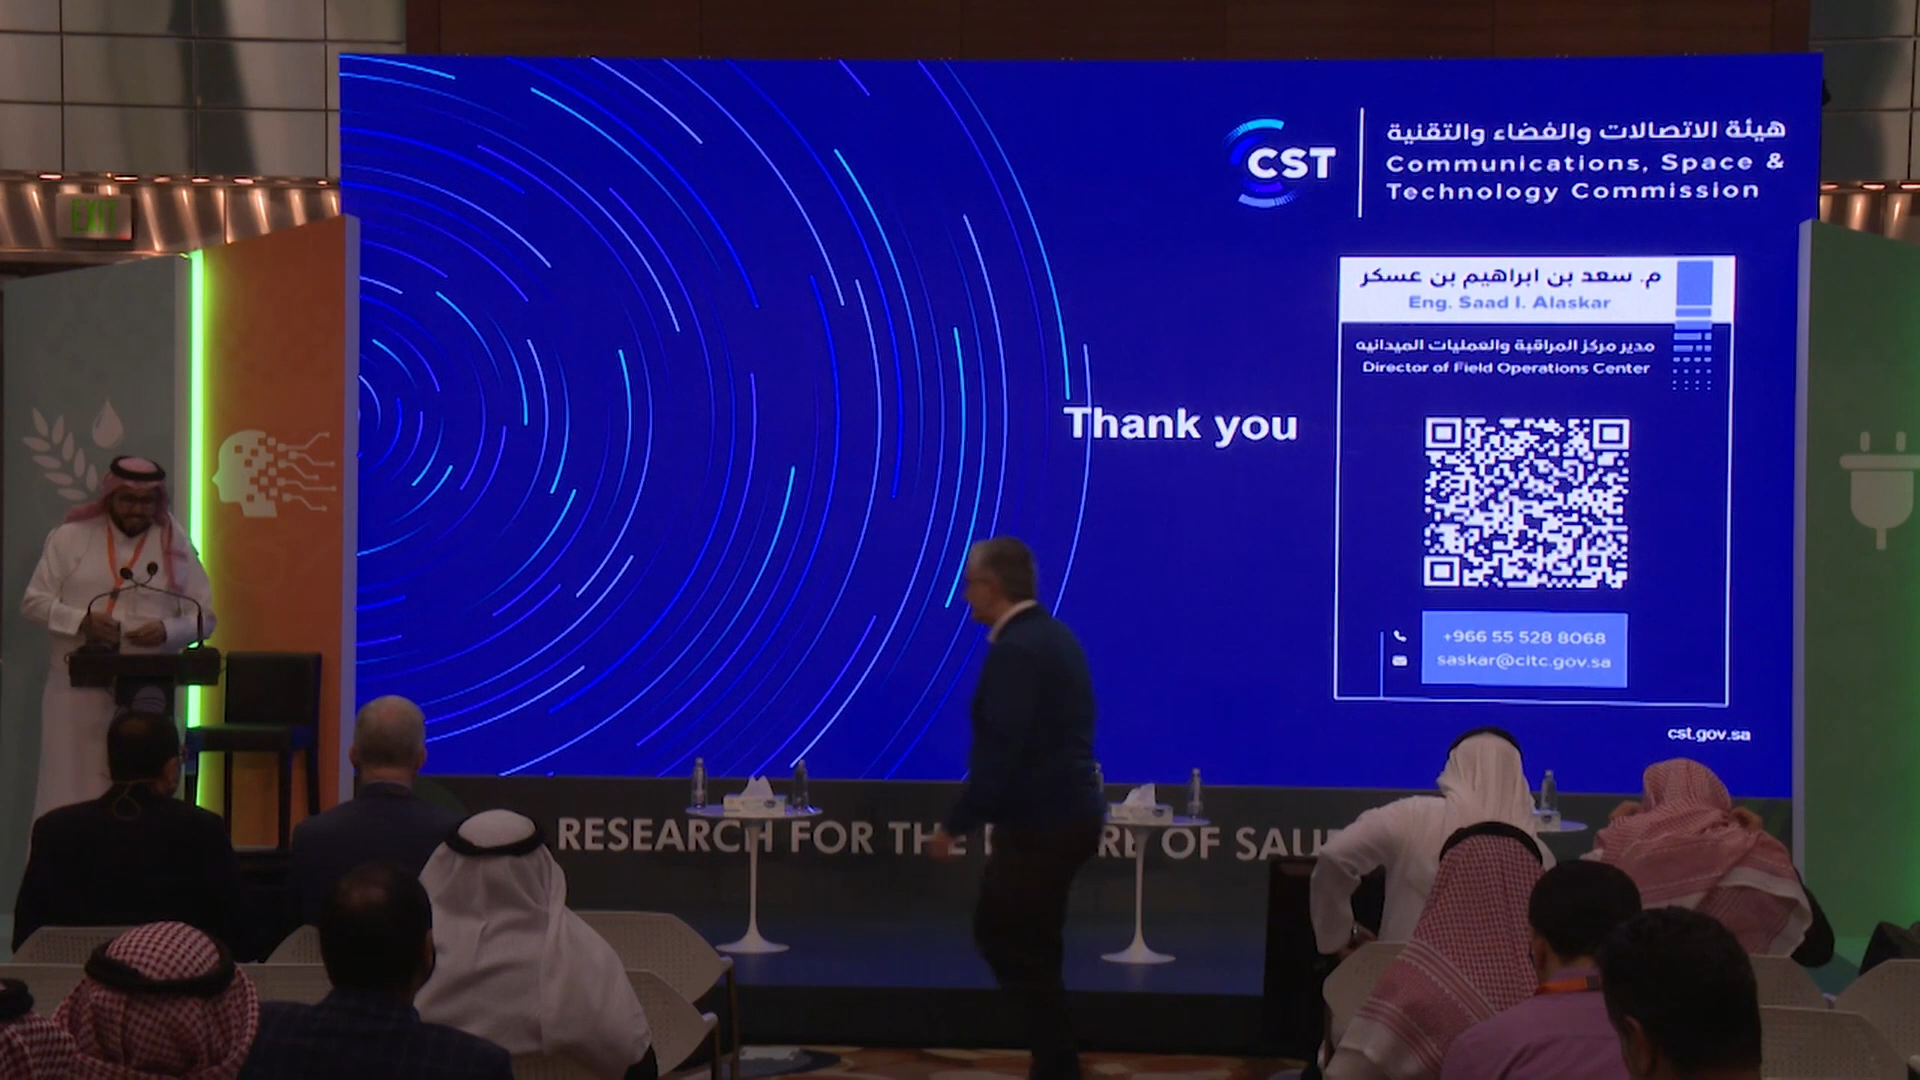 EXIT
CST
هيئة الاتصالات والفضاء والتقنية
Communications, Space &
Technology Commission
م. سعد بن ابراهيم بن عسكر
Eng. Saad I. Alaskar
مدير مركز المراقبة والعمليات الميدانيه
Director of Field Operations Center
Thank you
+966 55 528 8068
saskar@citc.gov.sa
cst.gov.sa
RESEARCH FOR THE RE OF SAU